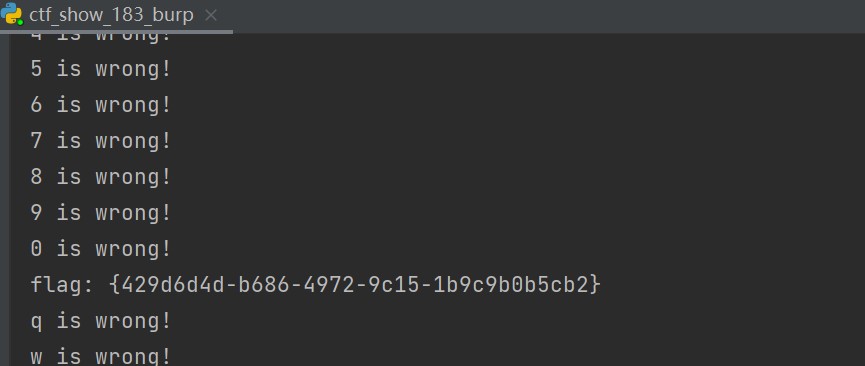 ctf_show_183_burp
4 is wrong!
5 is wrong!
6 is wrong!
7 is wrong!
8 is wrong!
9 is wrong!
0 is wrong!
flag: {429d6d4d-b686-4972-9c15-1b9c9b0b5cb2}
q is wrong!
w is wrong!